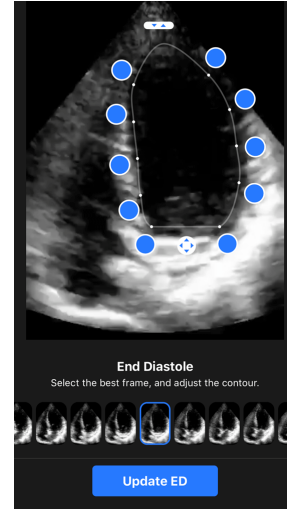 End Diastole
Select the best frame, and adjust the contour.
Update ED